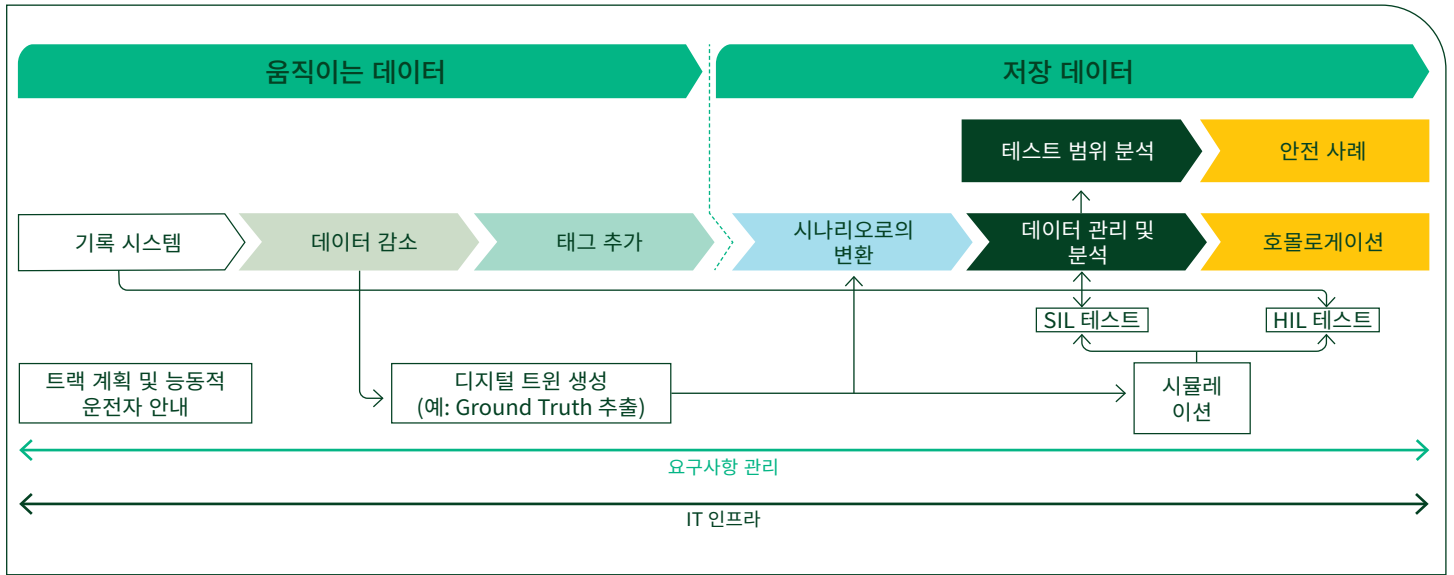 움직이는 데이터
저장 데이터
테스트 범위 분석
안전 사례
기록 시스템
데이터 감소
태그 추가
시나리오로의
변환
데이터 관리 및
분석
호몰로게이션
SIL 테스트
HIL 테스트
트랙 계획 및 능동적
운전자 안내
디지털 트윈 생성
(예: Ground Truth 추출)
시뮬레
이션
요구사항 관리
IT 인프라